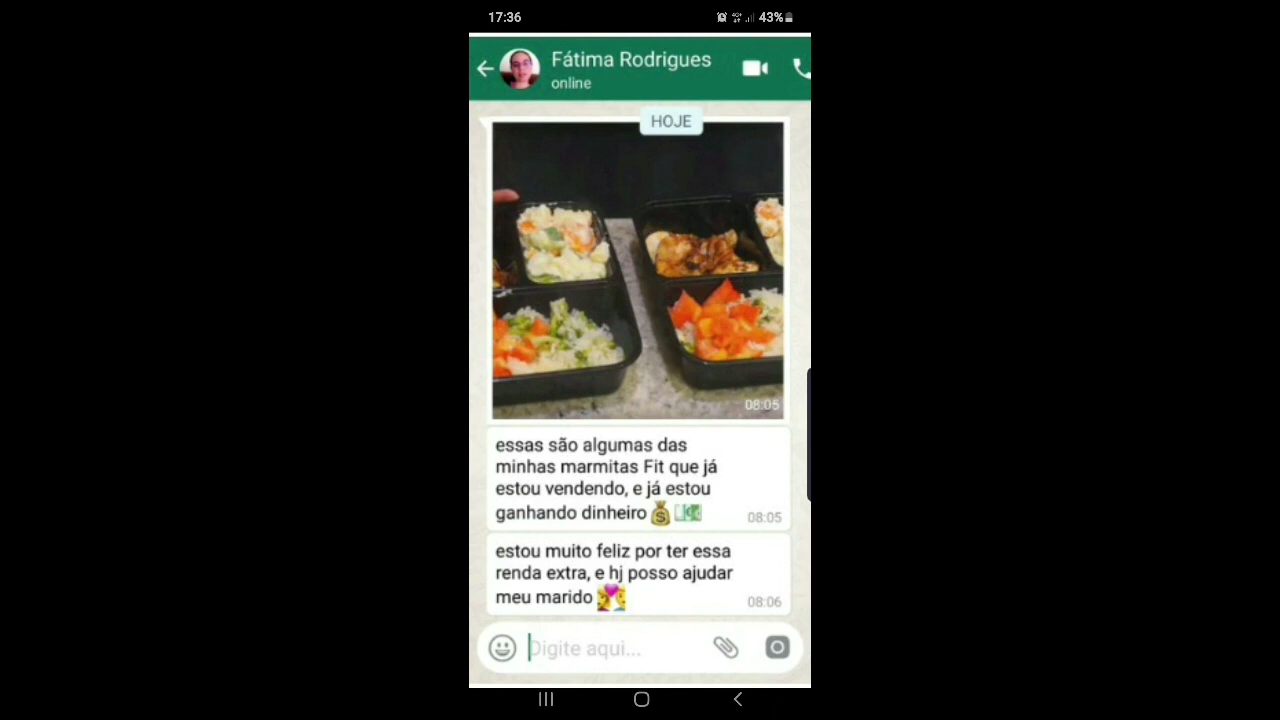 17:36
43%
Fátima Rodrigues
online
HOJE
08:05
essas são algumas das
minhas marmitas Fit que já
estou vendendo, e já estou
ganhando dinheiro💰💵
08:05
estou muito feliz por ter essa
renda extra, e hj posso ajudar
meu marido
08:06
Digite aqui...